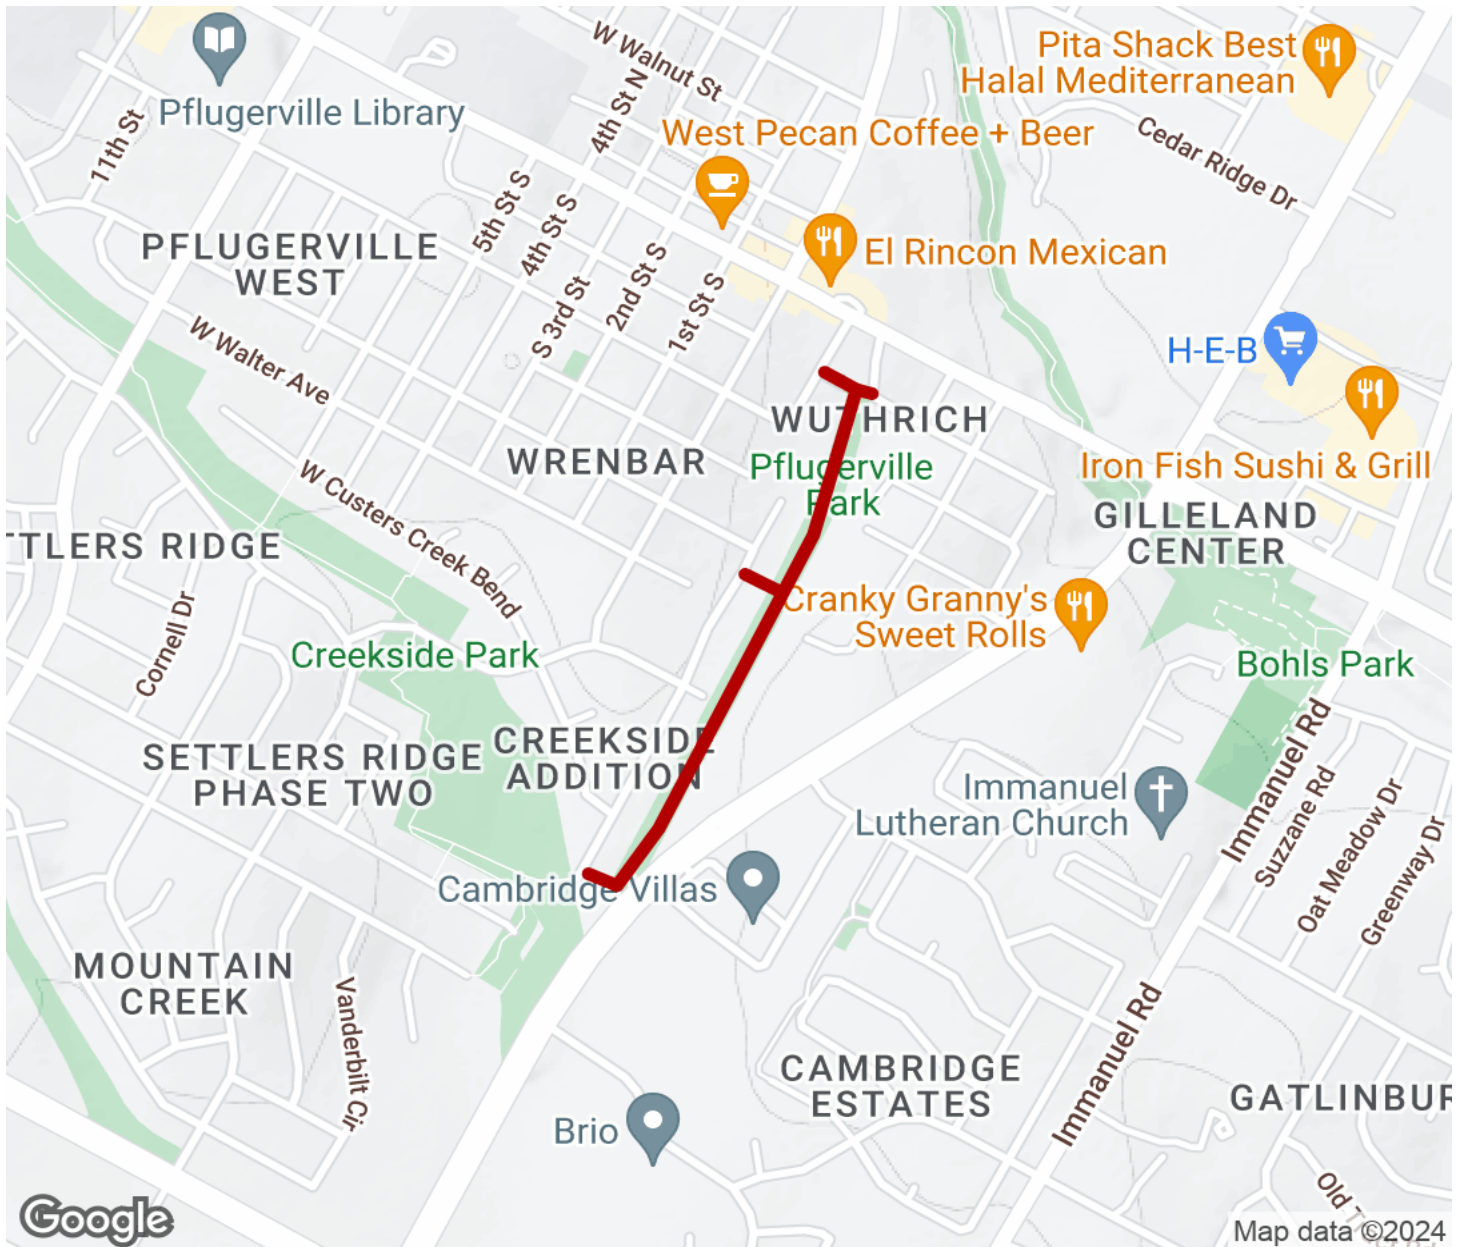 W Walnut St
Pita Shack Best
Halal Mediterranean
Pflugerville Library
11th St
4th St N
West Pecan Coffee + Beer
Cedar Ridge Dr
5th St S
4th St S
PFLUGERVILLE
WEST
El Rincon Mexican
2nd St S
S 3rd St
1st St S
W Walter Ave
H-E-B
WUTHRICH
WRENBAR
Pflugerville
Park
Iron Fish Sushi & Grill
W Custers Creek Bend
TTLERS RIDGE
GILLELAND
CENTER
Cranky Granny's
Sweet Rolls
Cornell Dr
Creekside Park
Bohls Park
CREEKSIDE
ADDITION
SETTLERS RIDGE
PHASE TWO
Immanuel
Lutheran Church
Immanuel Rd
Suzzane Rd
Oat Meadow Dr
Greenway Dr
Cambridge Villas
MOUNTAIN
CREEK
Vanderbilt Cir
Immanuel Rd
CAMBRIDGE
ESTATES
GATLINBUR
Brio
Old T
Google
Map data ©2024